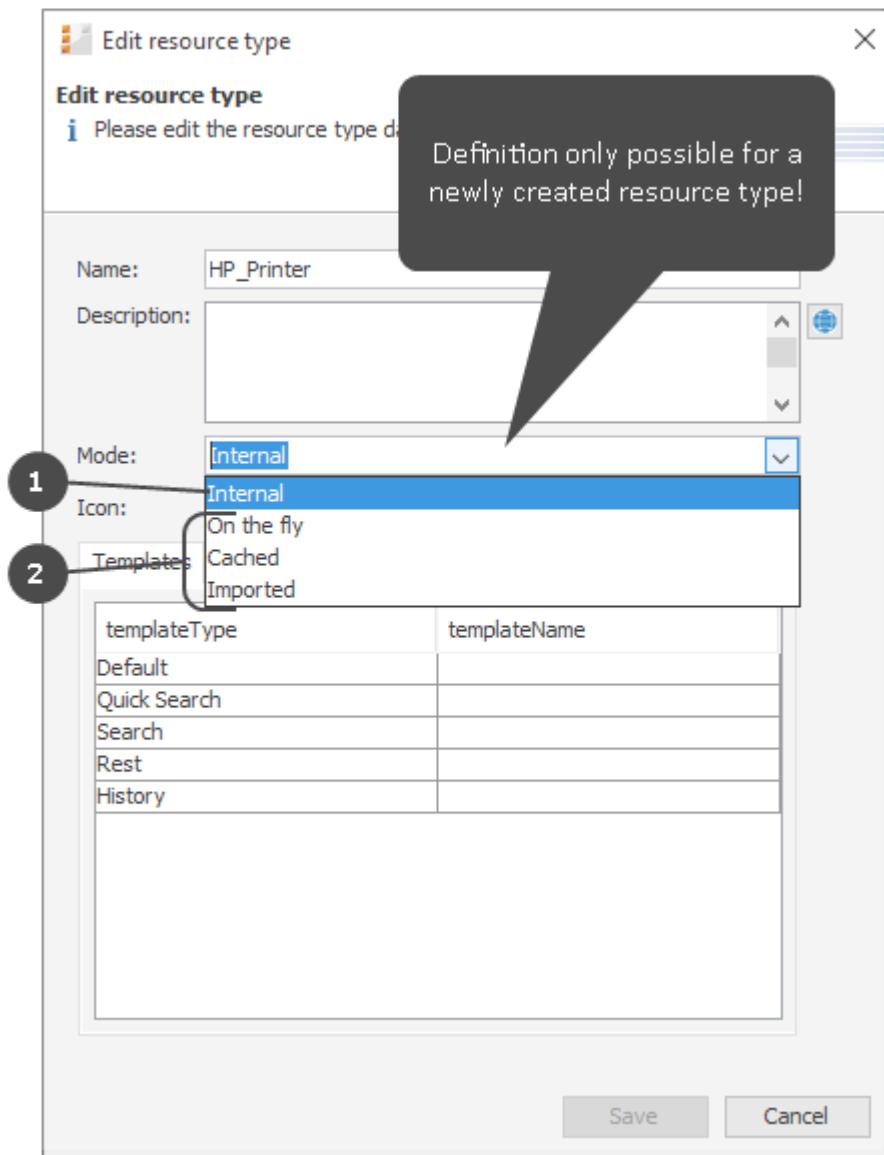 Edit resource type
Edit resource type
i Please edit the resource type da
Definition only possible for a
newly created resource type!
Name: HP_Printer
Description:
Mode: Internal
1
Internal
Icon:
On the fly
2
Templates
Cached
Imported
templateType templateName
Default
Quick Search
Search
Rest
History
Save Cancel